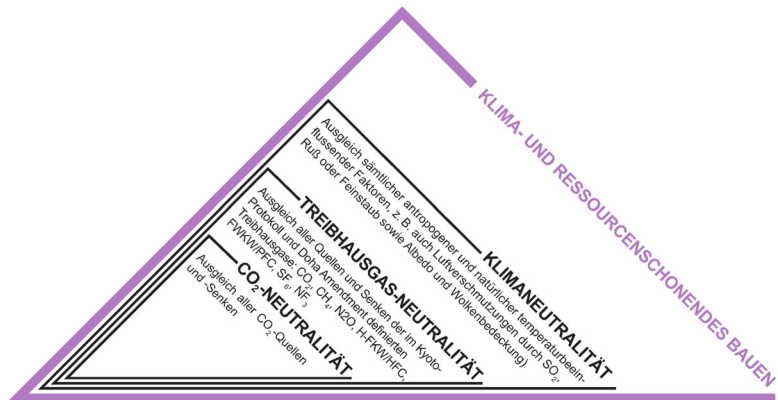 KLIMA- UND RESSOURCENSCHONENDES BAUEN
KLIMANEUTRALITÄT
Ausgleich sämtlicher antropogener und natürlicher temperaturbeein-
flussender Faktoren, z. B. auch Luftverschmutzungen durch SO₂,
Ruß oder Feinstaub sowie Albedo und Wolkenbedeckung)
TREIBHAUSGAS-NEUTRALITÄT
Ausgleich aller Quellen und Senken der im Kyoto-
Protokoll und Doha Amendment definierten
Treibhausgase: CO₂, CH₄, N2O, H-FKW/HFC,
FWKW/PFC, SF₆, NF₃
CO₂-NEUTRALITÄT
Ausgleich aller CO₂-Quellen
und -Senken